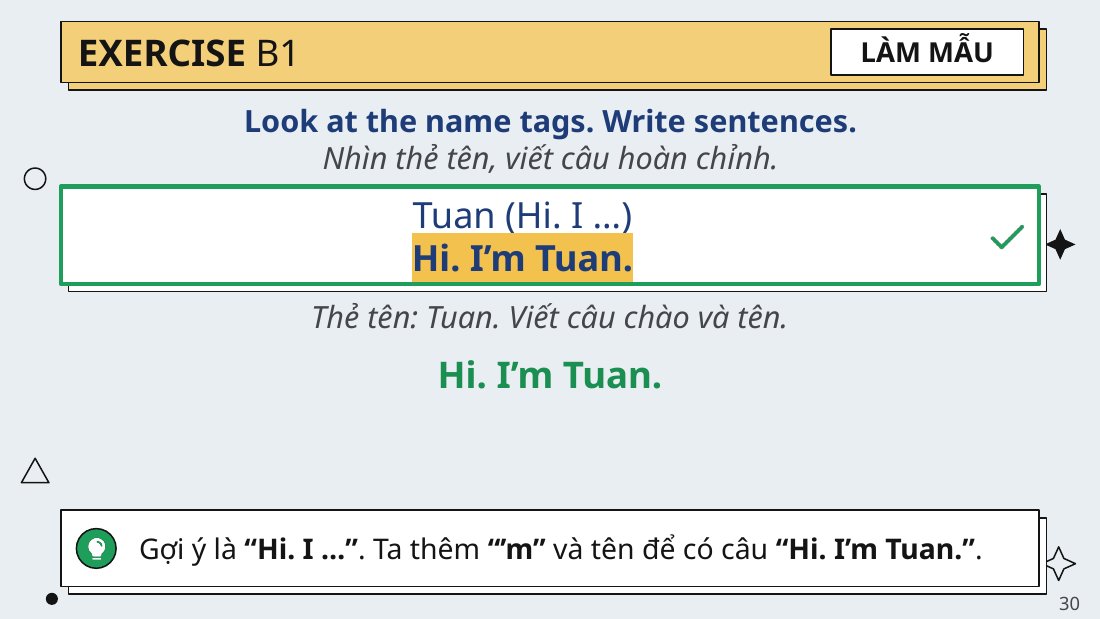 EXERCISE B1
LÀM MẪU
Look at the name tags. Write sentences.
Nhìn thẻ tên, viết câu hoàn chỉnh.
Tuan (Hi. I ...)
Hi. I’m Tuan.
Thẻ tên: Tuan. Viết câu chào và tên.
Hi. I’m Tuan.
Gợi ý là “Hi. I ...”. Ta thêm “’m” và tên để có câu “Hi. I’m Tuan.”.
30